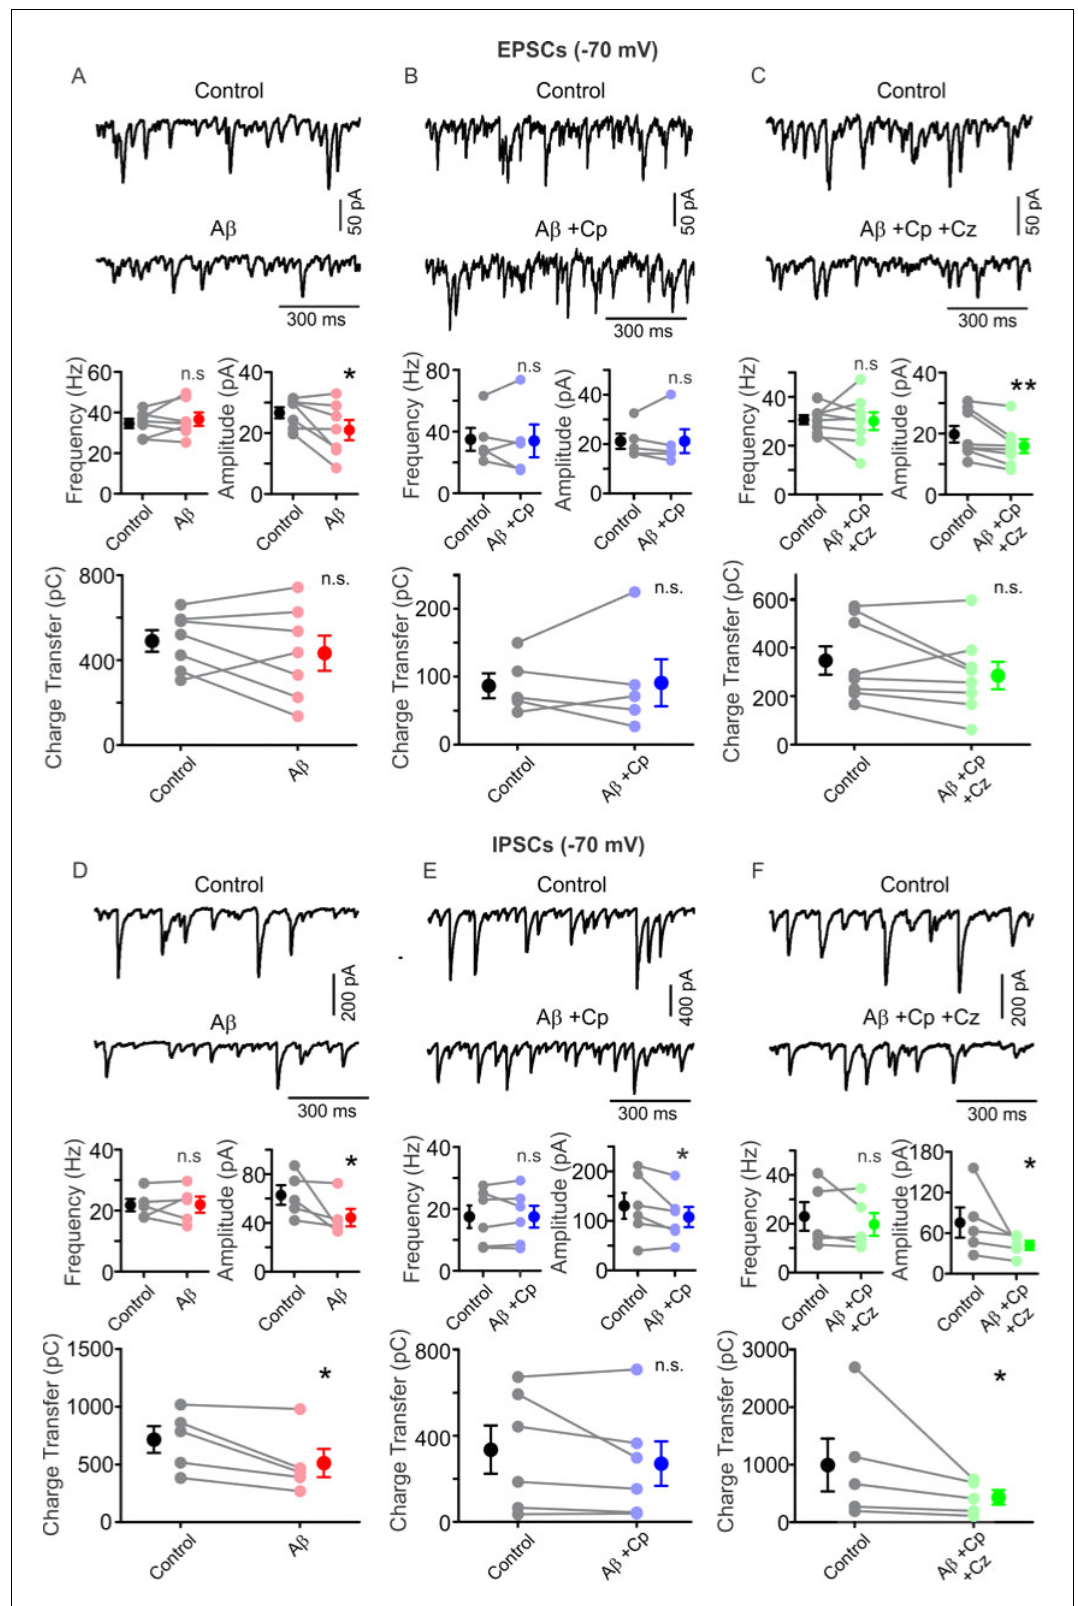 EPSCs (-70 mV)
A B C
Control Control Control
50 pA 50 pA 50 pA
Aβ Aβ +Cp Aβ +Cp +Cz
300 ms 300 ms 300 ms
Frequency (Hz) 60 40 20 0 n.s Control Aβ
Amplitude (pA) 40 20 0 * Control Aβ
Frequency (Hz) 80 40 0 n.s Control Aβ +Cp
Amplitude (pA) 40 20 0 n.s Control Aβ +Cp
Frequency (Hz) 40 20 0 n.s Control Aβ +Cp +Cz
Amplitude (pA) 40 20 0 ** Control Aβ +Cp +Cz
Charge Transfer (pC) 800 400 0 n.s. Control Aβ
Charge Transfer (pC) 200 100 0 n.s. Control Aβ +Cp
Charge Transfer (pC) 600 400 200 0 n.s. Control Aβ +Cp +Cz
IPSCs (-70 mV)
D E F
Control Control Control
200 pA 400 pA 200 pA
Aβ Aβ +Cp Aβ +Cp +Cz
300 ms 300 ms 300 ms
Frequency (Hz) 40 20 0 n.s Control Aβ
Amplitude (pA) 80 40 0 * Control Aβ
Frequency (Hz) 40 20 0 n.s Control Aβ +Cp
Amplitude (pA) 200 100 0 * Control Aβ +Cp
Frequency (Hz) 40 20 0 n.s Control Aβ +Cp +Cz
Amplitude (pA) 180 120 60 0 * Control Aβ +Cp +Cz
Charge Transfer (pC) 1500 1000 500 0 * Control Aβ
Charge Transfer (pC) 800 400 0 n.s. Control Aβ +Cp
Charge Transfer (pC) 3000 2000 1000 0 * Control Aβ +Cp +Cz